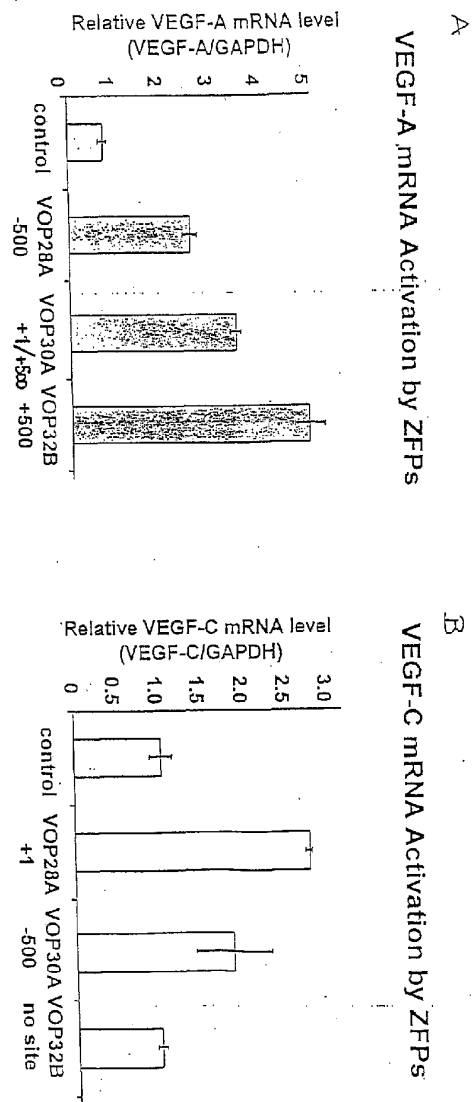 A
VEGF-A mRNA Activation by ZFPs
Relative VEGF-A mRNA level
(VEGF-A/GAPDH)
5
4
3
2
1
0
control VOP28A VOP30A VOP32B
-500 +1/+500 +500
B
VEGF-C mRNA Activation by ZFPs
Relative VEGF-C mRNA level
(VEGF-C/GAPDH)
3.0
2.5
2.0
1.5
1.0
0.5
0
control VOP28A VOP30A VOP32B
+1 -500 no site